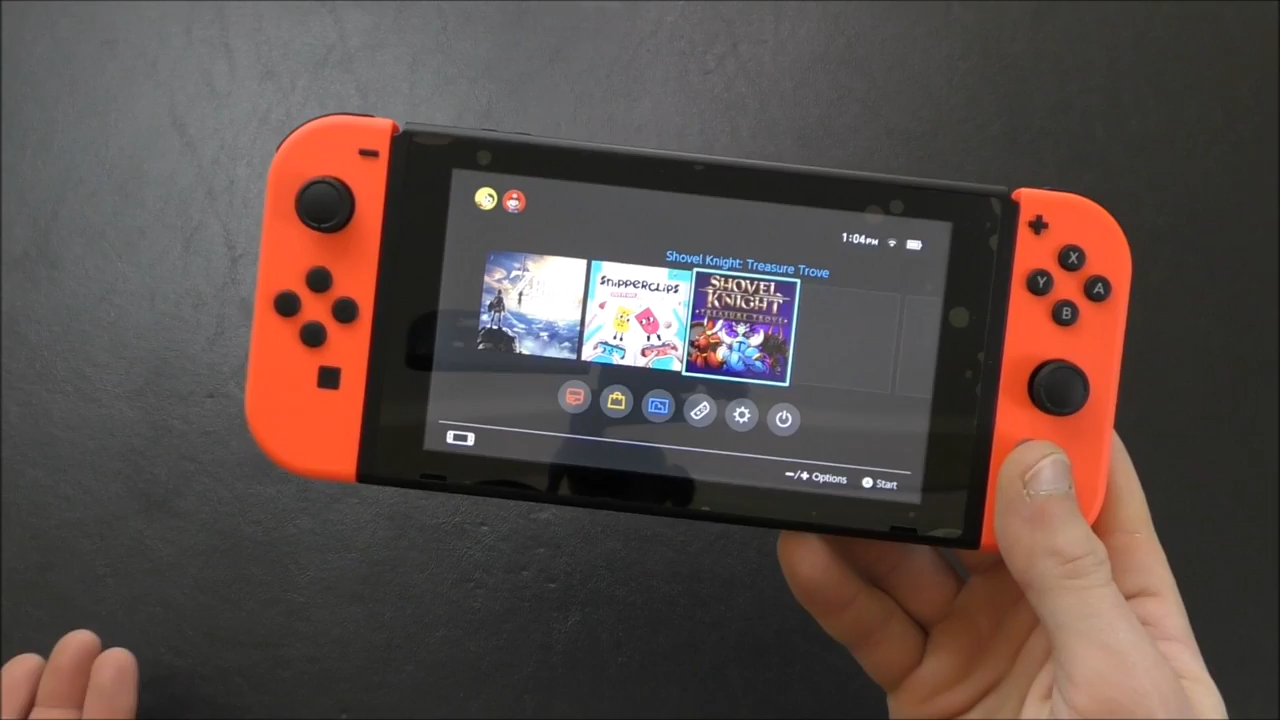 1:04PM
Shovel Knight: Treasure Trove
SNIPPERCLIPS
SHOVEL
KNIGHT
TREASURE TROVE
X
Y
A
B
−/+ Options
A Start